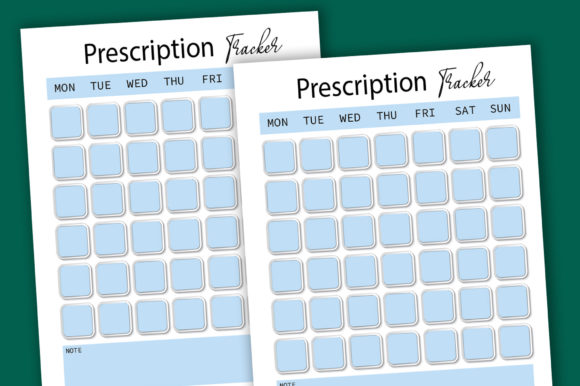 Prescription Tracker
MON TUE WED THU FRI
NOTE
Prescription Tracker
MON TUE WED THU FRI SAT SUN
NOTE